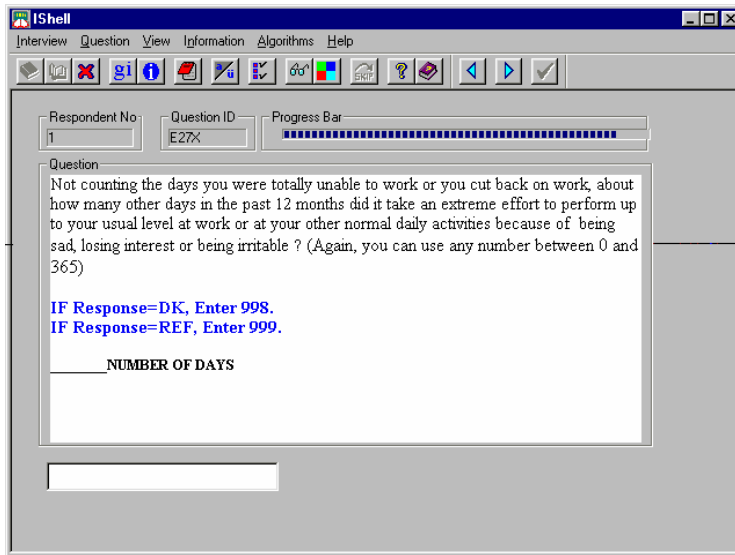 IShell
Interview Question View Information Algorithms Help
gi i a/ü SKIP ?
Respondent No Question ID Progress Bar
1 E27X
Question
Not counting the days you were totally unable to work or you cut back on work, about
how many other days in the past 12 months did it take an extreme effort to perform up
to your usual level at work or at your other normal daily activities because of being
sad, losing interest or being irritable ? (Again, you can use any number between 0 and
365)
IF Response=DK, Enter 998.
IF Response=REF, Enter 999.
________NUMBER OF DAYS